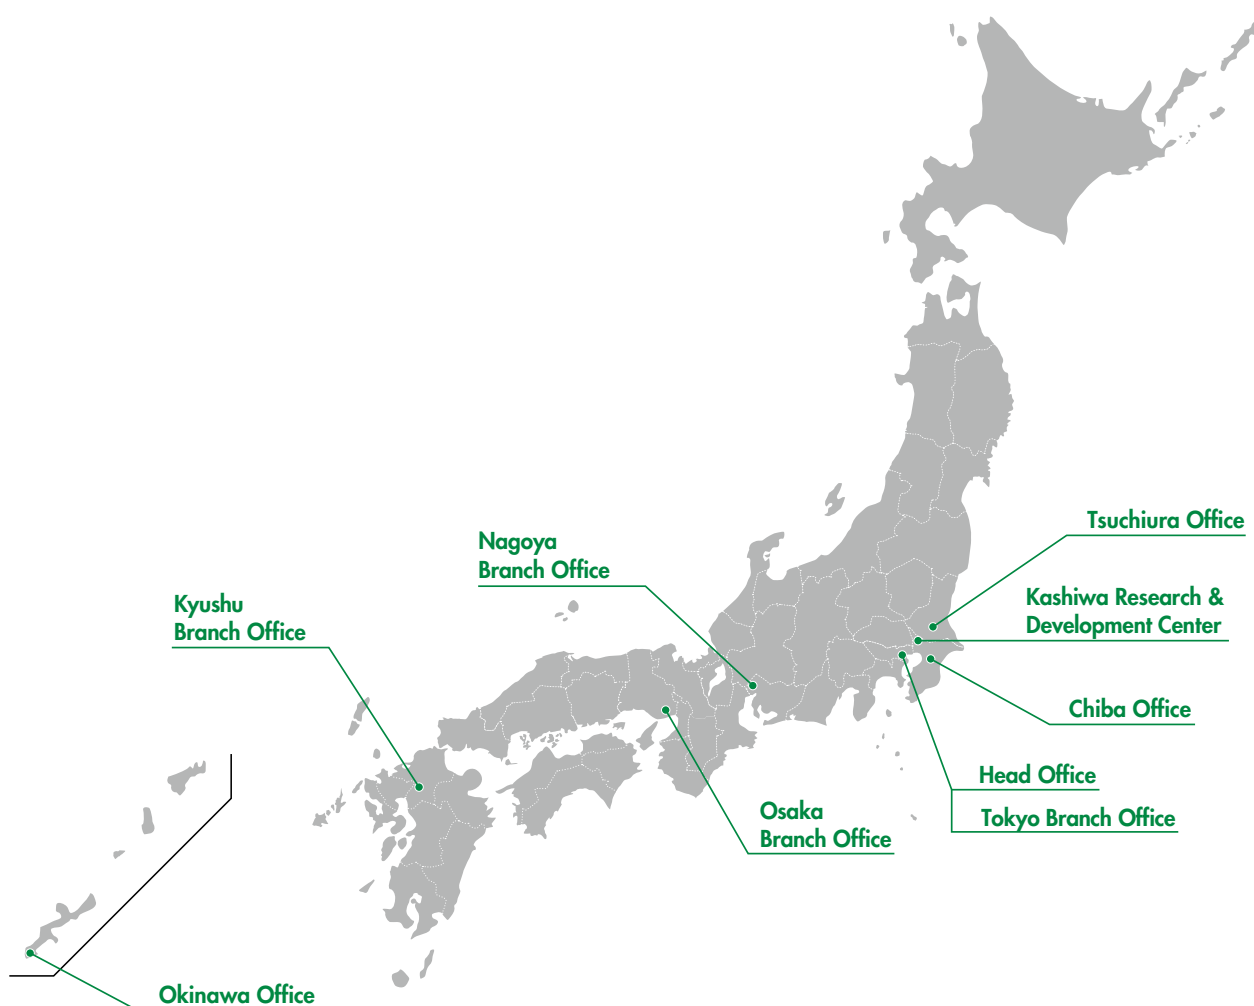 Tsuchiura Office
Nagoya
Branch Office
Kashiwa Research &
Development Center
Kyushu
Branch Office
Chiba Office
Head Office
Osaka
Branch Office
Tokyo Branch Office
Okinawa Office